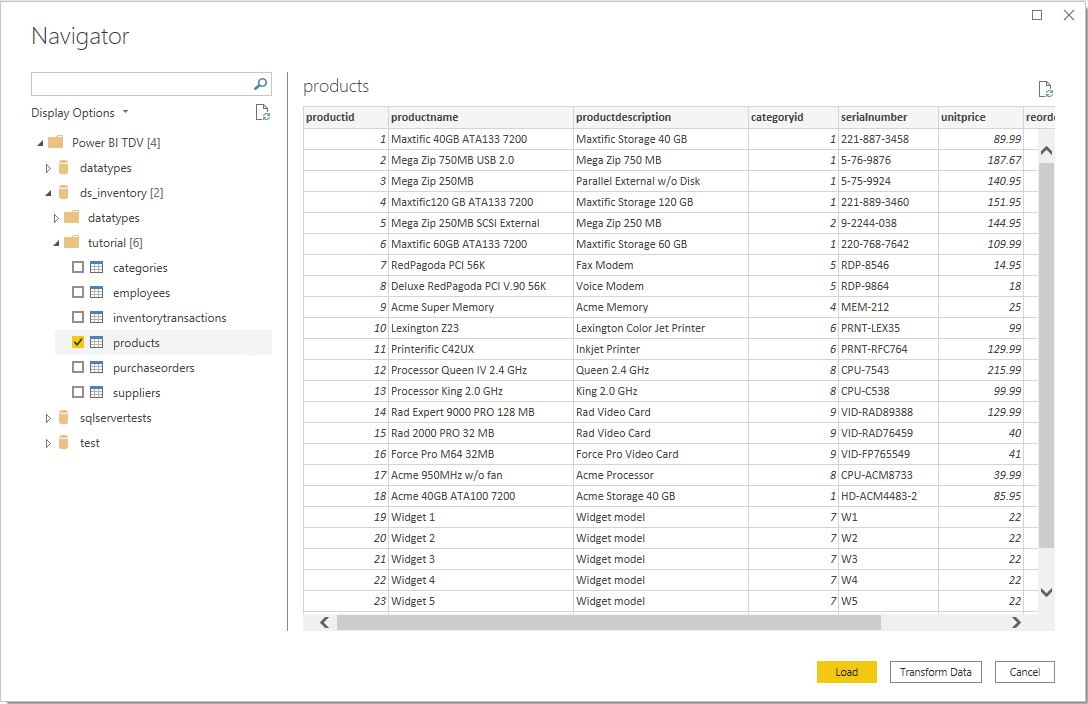 Navigator
Display Options
Power BI TDV [4]
datatypes
ds_inventory [2]
datatypes
tutorial [6]
categories
employees
inventorytransactions
products
purchaseorders
suppliers
sqlservertests
test
products
productid productname productdescription categoryid serialnumber unitprice reorde
1 Maxtific 40GB ATA133 7200 Maxtific Storage 40 GB 1 221-887-3458 89.99
2 Mega Zip 750MB USB 2.0 Mega Zip 750 MB 1 5-76-9876 187.67
3 Mega Zip 250MB Parallel External w/o Disk 1 5-75-9924 140.95
4 Maxtific120 GB ATA133 7200 Maxtific Storage 120 GB 1 221-889-3460 151.95
5 Mega Zip 250MB SCSI External Mega Zip 250 MB 2 9-2244-038 144.95
6 Maxtific 60GB ATA133 7200 Maxtific Storage 60 GB 1 220-768-7642 109.99
7 RedPagoda PCI 56K Fax Modem 5 RDP-8546 14.95
8 Deluxe RedPagoda PCI V.90 56K Voice Modem 5 RDP-9864 18
9 Acme Super Memory Acme Memory 4 MEM-212 25
10 Lexington Z23 Lexington Color Jet Printer 6 PRNT-LEX35 99
11 Printerific C42UX Inkjet Printer 6 PRNT-RFC764 129.99
12 Processor Queen IV 2.4 GHz Queen 2.4 GHz 8 CPU-7543 215.99
13 Processor King 2.0 GHz King 2.0 GHz 8 CPU-C538 99.99
14 Rad Expert 9000 PRO 128 MB Rad Video Card 9 VID-RAD89388 129.99
15 Rad 2000 PRO 32 MB Rad Video Card 9 VID-RAD76459 40
16 Force Pro M64 32MB Force Pro Video Card 9 VID-FP765549 41
17 Acme 950MHz w/o fan Acme Processor 8 CPU-ACM8733 39.99
18 Acme 40GB ATA100 7200 Acme Storage 40 GB 1 HD-ACM4483-2 85.95
19 Widget 1 Widget model 7 W1 22
20 Widget 2 Widget model 7 W2 22
21 Widget 3 Widget model 7 W3 22
22 Widget 4 Widget model 7 W4 22
23 Widget 5 Widget model 7 W5 22
Load Transform Data Cancel